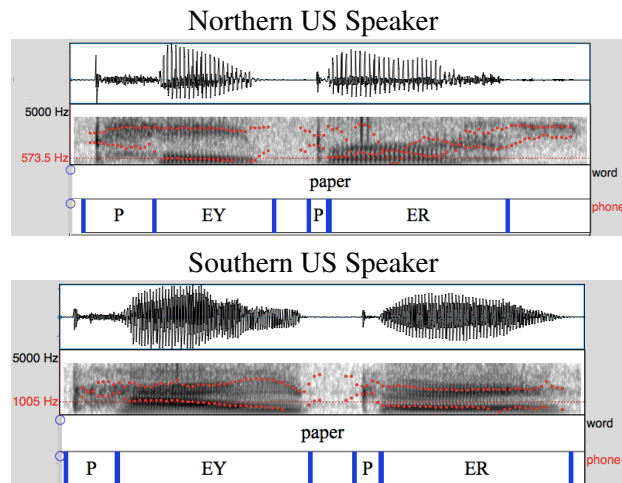 Northern US Speaker
5000 Hz
573.5 Hz
paper
word
P EY P ER
phone
Southern US Speaker
5000 Hz
1005 Hz
paper
word
P EY P ER
phone